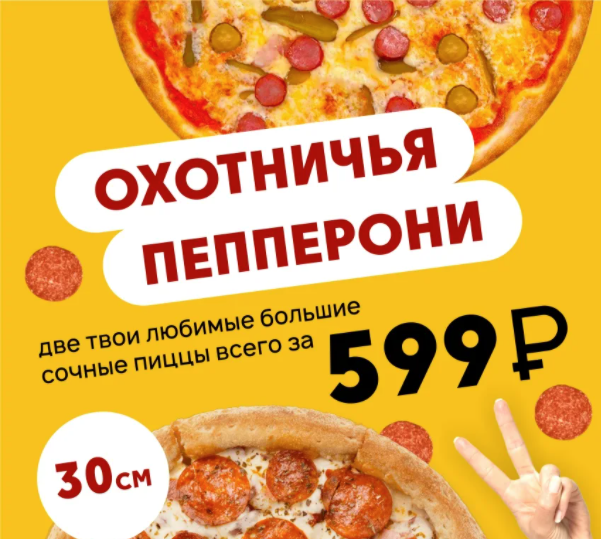 ОХОТНИЧЬЯ
ПЕППЕРОНИ
две твои любимые большие
сочные пиццы всего за
599₽
30см